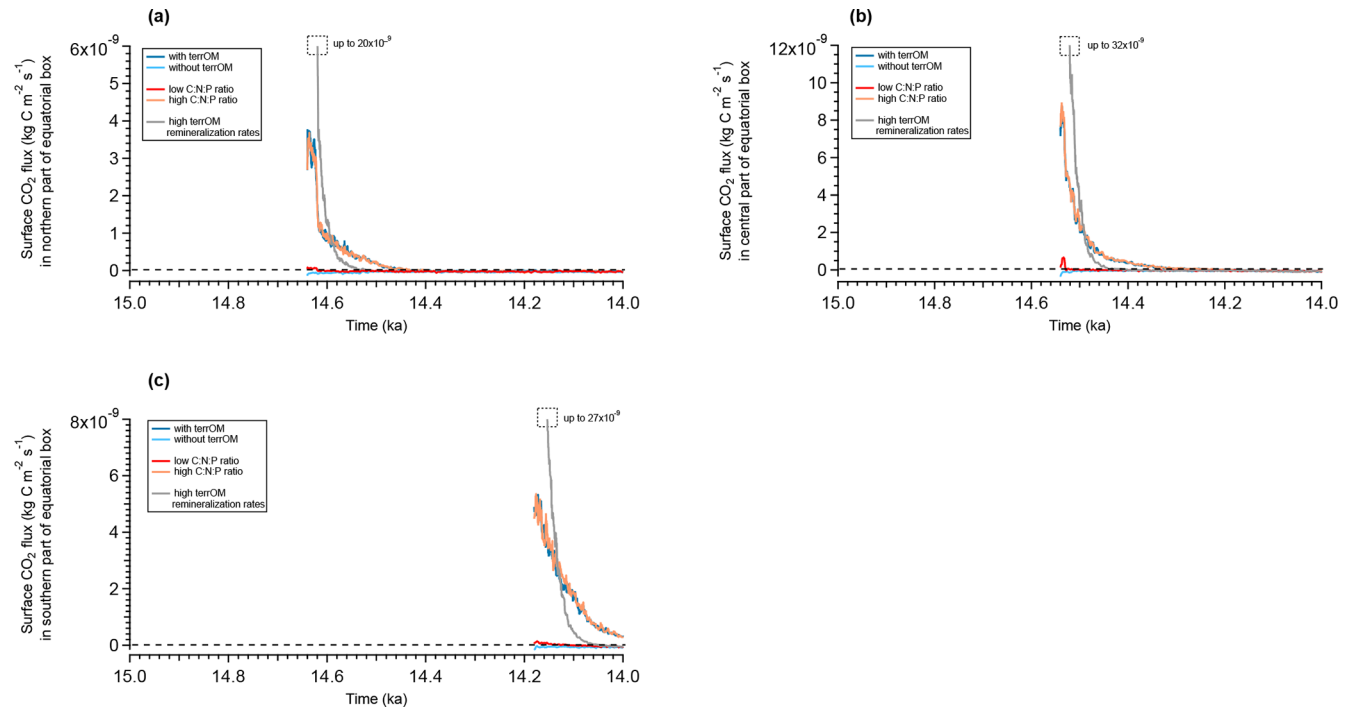 (a)
Surface CO₂ flux (kg C m⁻² s⁻¹)
in northern part of equatorial box
6x10⁻⁹
5
4
3
2
1
0
with terrOM
without terrOM
low C:N:P ratio
high C:N:P ratio
high terrOM
remineralization rates
up to 20x10⁻⁹
15.0 14.8 14.6 14.4 14.2 14.0
Time (ka)
(b)
Surface CO₂ flux (kg C m⁻² s⁻¹)
in central part of equatorial box
12x10⁻⁹
10
8
6
4
2
0
with terrOM
without terrOM
low C:N:P ratio
high C:N:P ratio
high terrOM
remineralization rates
up to 32x10⁻⁹
15.0 14.8 14.6 14.4 14.2 14.0
Time (ka)
(c)
Surface CO₂ flux (kg C m⁻² s⁻¹)
in southern part of equatorial box
8x10⁻⁹
6
4
2
0
with terrOM
without terrOM
low C:N:P ratio
high C:N:P ratio
high terrOM
remineralization rates
up to 27x10⁻⁹
15.0 14.8 14.6 14.4 14.2 14.0
Time (ka)